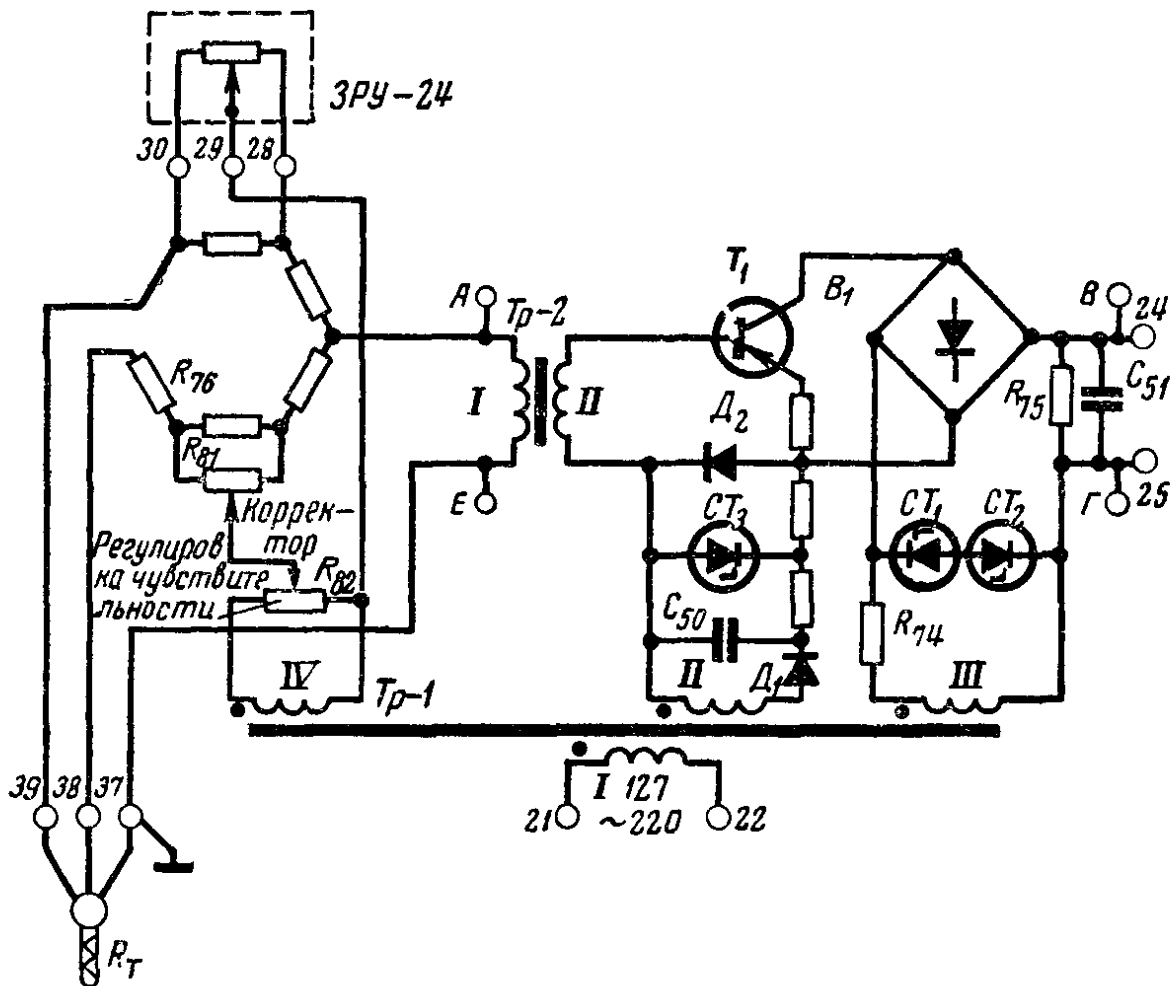 ЗРУ-24
30
29
28
A
Тр-2
T1
B1
В
24
R76
I
II
Д2
R75
C51
R81
E
Г
25
Коррек-
тор
СТ3
СТ1
СТ2
Регулиров
ка чувствите
льности
R82
C50
R74
IV
Тр-1
II
Д1
III
39
38
37
I 127
21
~220
22
RT